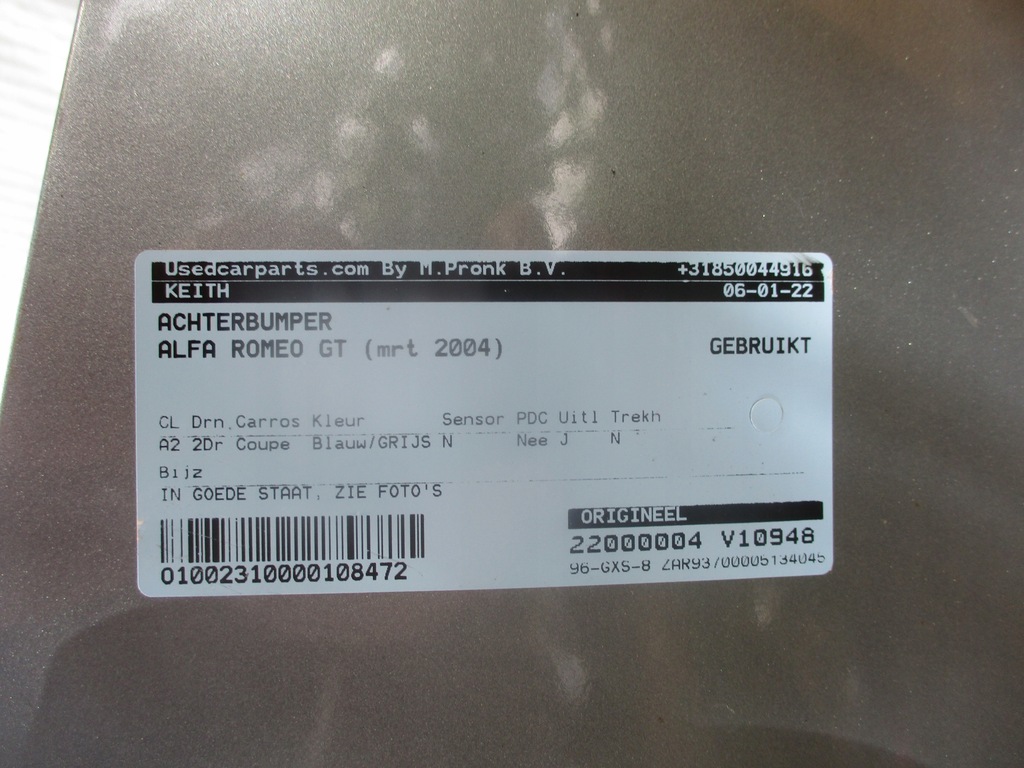 Usedcarparts.com By M.Pronk B.V. +31850044916
KEITH 06-01-22
ACHTERBUMPER
ALFA ROMEO GT (mrt 2004) GEBRUIKT
CL Drn. Carros Kleur Sensor PDC Uitl Trekh
A2 2Dr Coupe Blauw/GRIJS N Nee J N
Bijz
IN GOEDE STAAT, ZIE FOTO'S
ORIGINEEL
22000004 V10948
01002310000108472
96-GXS-8 ZAR93700005134045